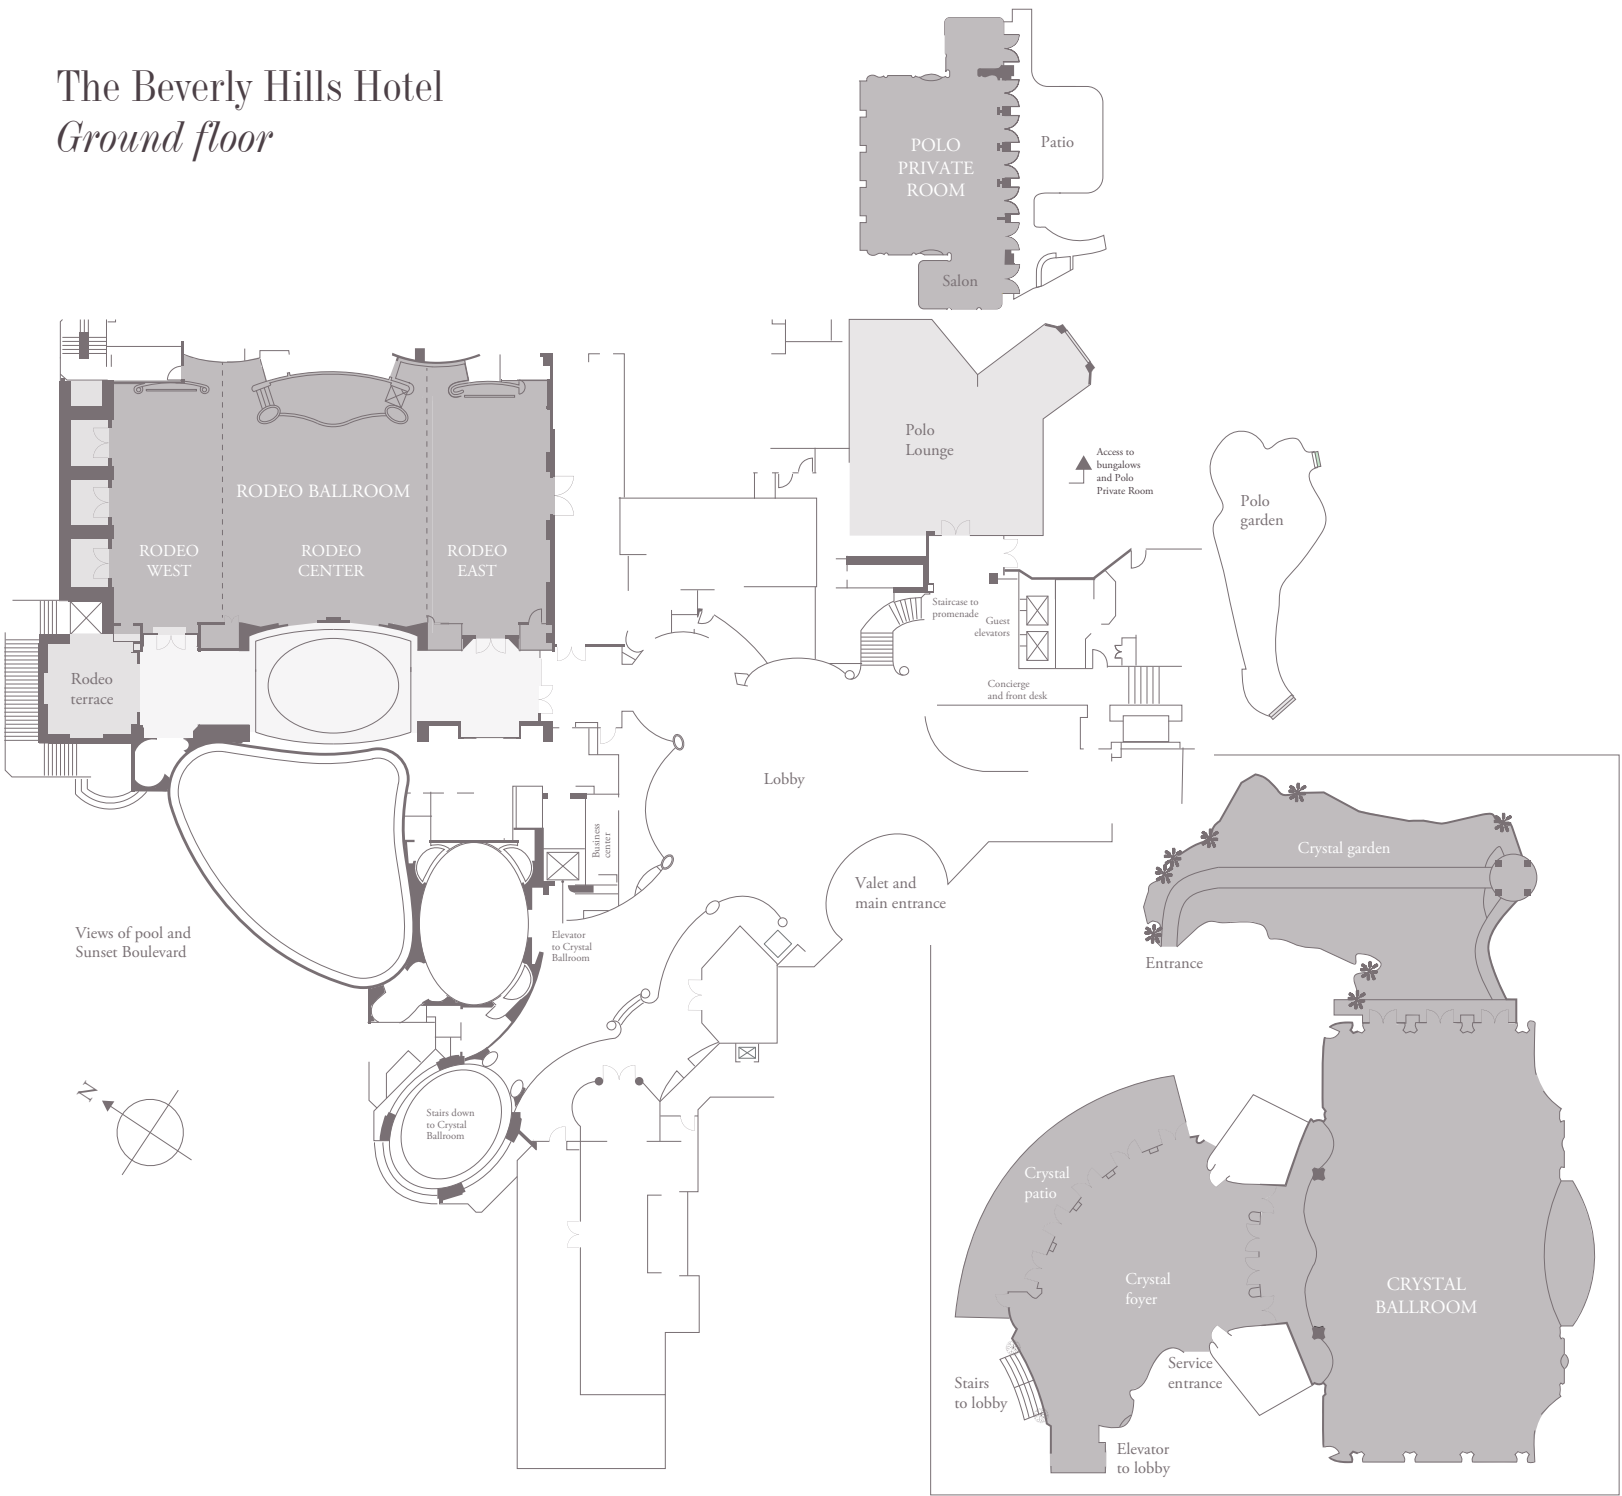 The Beverly Hills Hotel
Ground floor
POLO
PRIVATE
ROOM
Patio
Salon
Polo
Lounge
Access to
bungalows
and Polo
Private Room
Polo
garden
RODEO BALLROOM
RODEO
WEST
RODEO
CENTER
RODEO
EAST
Staircase to
promenade
Guest
elevators
Rodeo
terrace
Concierge
and front desk
Lobby
Business
center
Valet and
main entrance
Crystal garden
Views of pool and
Sunset Boulevard
Elevator
to Crystal
Ballroom
Entrance
N
Stairs down
to Crystal
Ballroom
Crystal
patio
Crystal
foyer
CRYSTAL
BALLROOM
Service
entrance
Stairs
to lobby
Elevator
to lobby